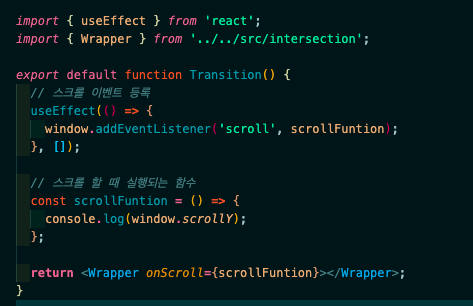 import { useEffect } from 'react';
import { Wrapper } from '../../src/intersection';
export default function Transition() {
// 스크롤 이벤트 등록
useEffect(() => {
window.addEventListener('scroll', scrollFuntion);
}, []);
// 스크롤 할 때 실행되는 함수
const scrollFuntion = () => {
console.log(window.scrollY);
};
return <Wrapper onScroll={scrollFuntion}></Wrapper>;
}